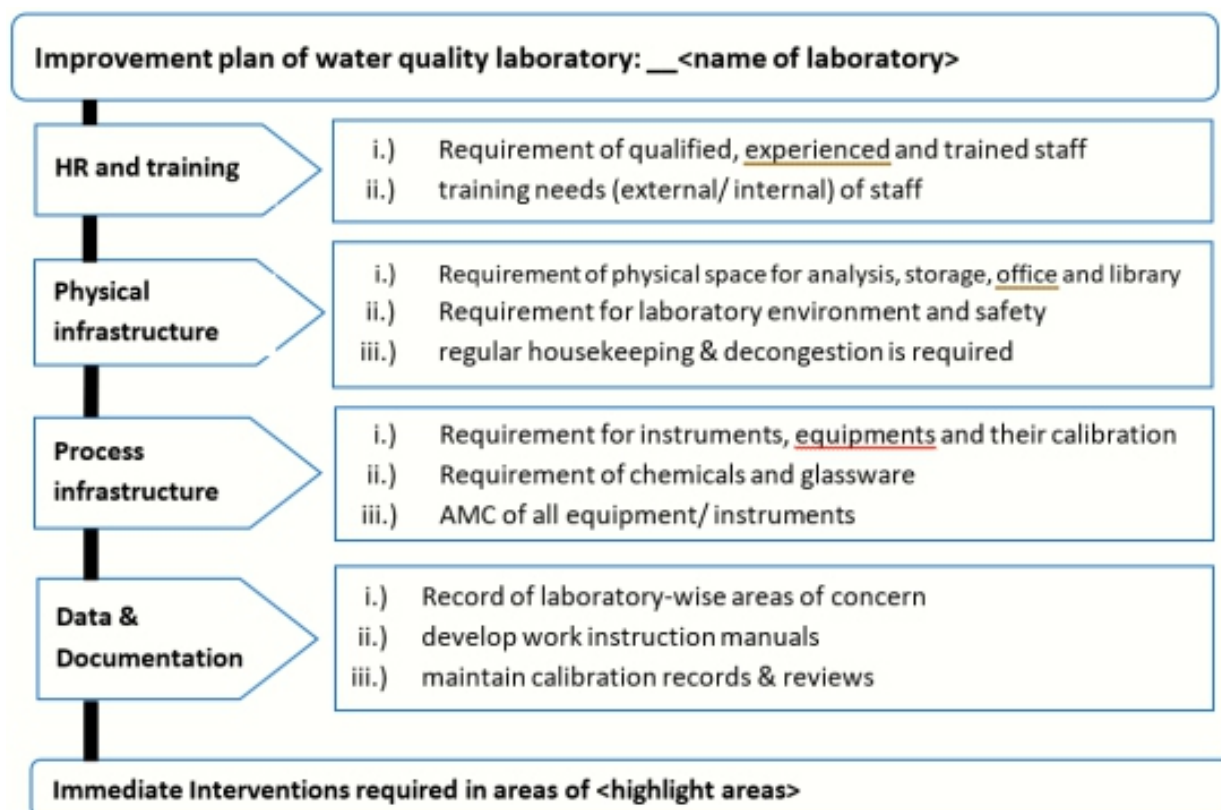 Improvement plan of water quality laboratory: __<name of laboratory>
HR and training
i.) Requirement of qualified, experienced and trained staff
ii.) training needs (external/ internal) of staff
Physical
infrastructure
i.) Requirement of physical space for analysis, storage, office and library
ii.) Requirement for laboratory environment and safety
iii.) regular housekeeping & decongestion is required
Process
infrastructure
i.) Requirement for instruments, equipments and their calibration
ii.) Requirement of chemicals and glassware
iii.) AMC of all equipment/ instruments
Data &
Documentation
i.) Record of laboratory-wise areas of concern
ii.) develop work instruction manuals
iii.) maintain calibration records & reviews
Immediate Interventions required in areas of <highlight areas>